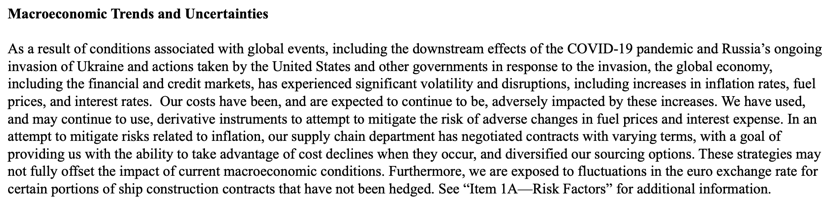 Macroeconomic Trends and Uncertainties
As a result of conditions associated with global events, including the downstream effects of the COVID-19 pandemic and Russia’s ongoing
invasion of Ukraine and actions taken by the United States and other governments in response to the invasion, the global economy,
including the financial and credit markets, has experienced significant volatility and disruptions, including increases in inflation rates, fuel
prices, and interest rates.  Our costs have been, and are expected to continue to be, adversely impacted by these increases. We have used,
and may continue to use, derivative instruments to attempt to mitigate the risk of adverse changes in fuel prices and interest expense. In an
attempt to mitigate risks related to inflation, our supply chain department has negotiated contracts with varying terms, with a goal of
providing us with the ability to take advantage of cost declines when they occur, and diversified our sourcing options. These strategies may
not fully offset the impact of current macroeconomic conditions. Furthermore, we are exposed to fluctuations in the euro exchange rate for
certain portions of ship construction contracts that have not been hedged. See “Item 1A—Risk Factors” for additional information.